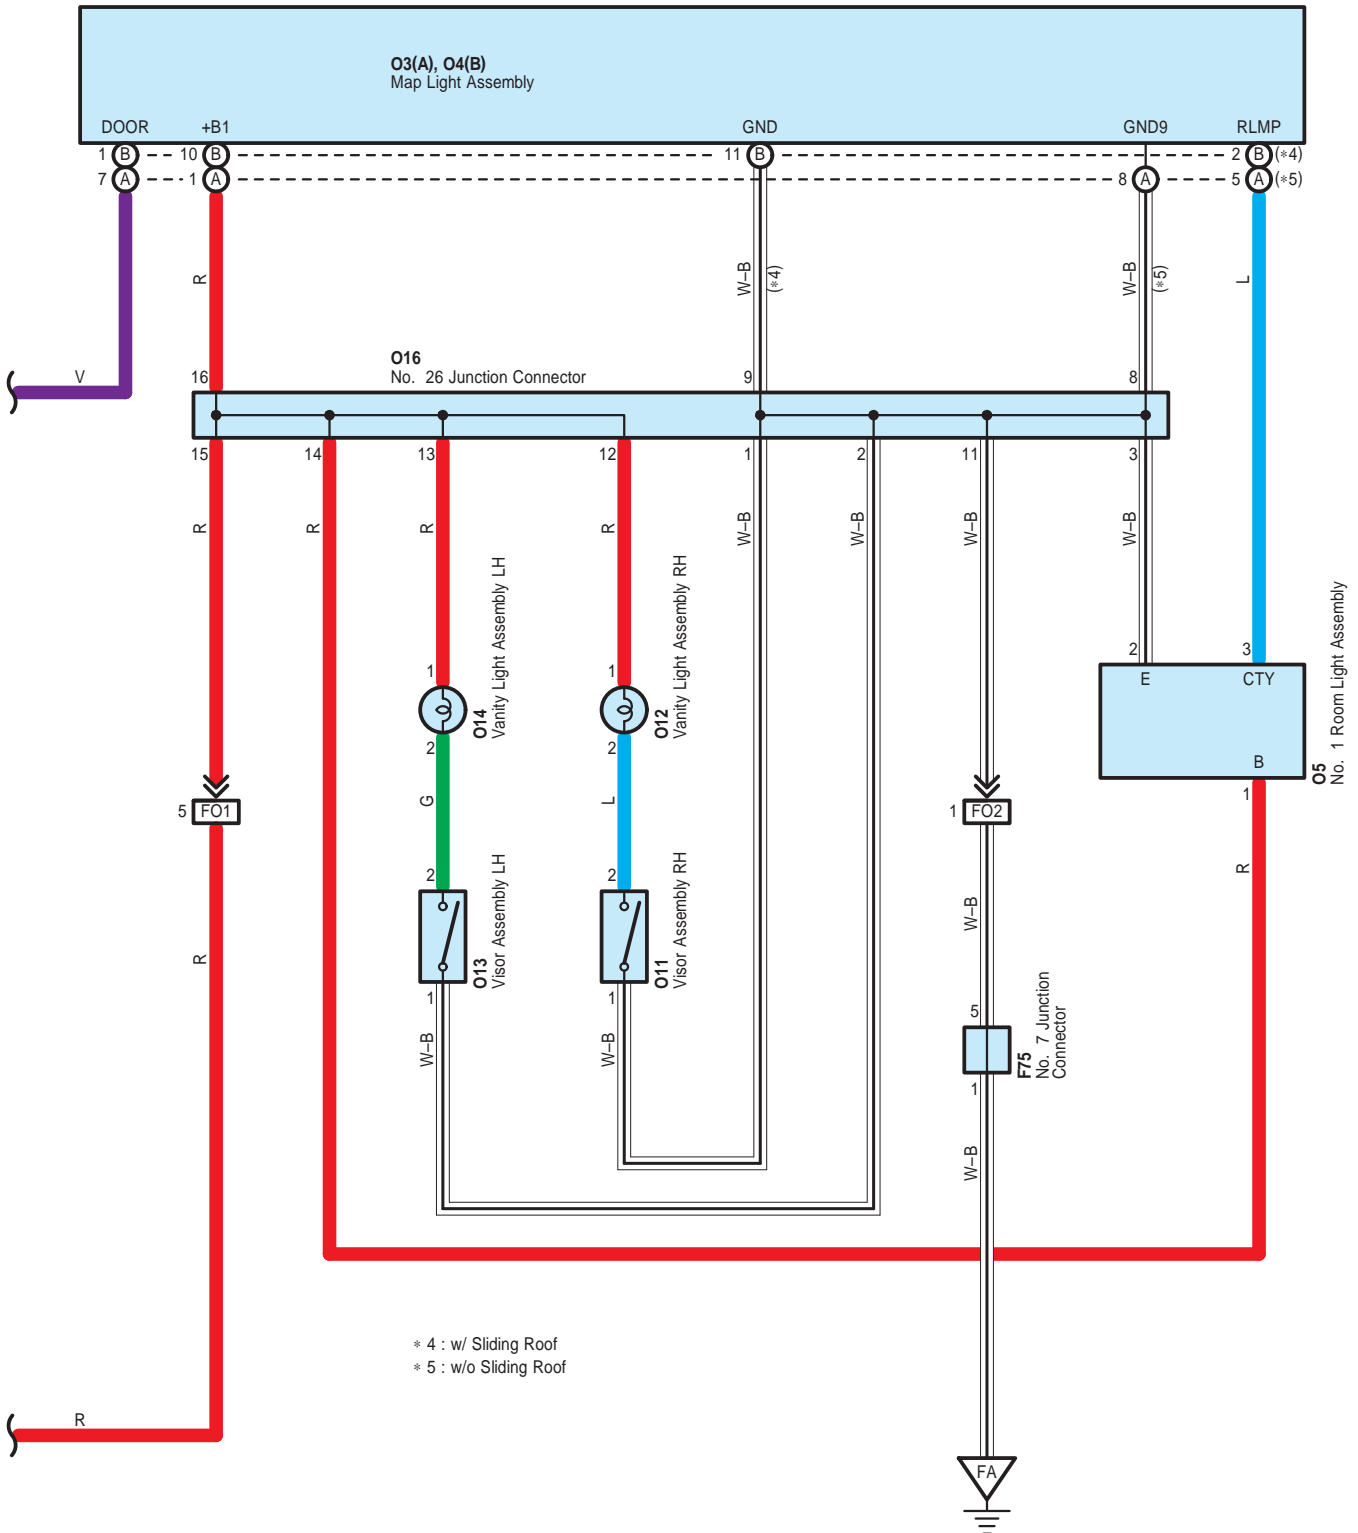 O3(A), O4(B)
Map Light Assembly
DOOR +B1 GND GND9 RLMP
1 B 10 B 11 B 2 B (*4)
7 A 1 A 8 A 5 A (*5)
R W–B (*4) W–B (*5) L
V
O16
No. 26 Junction Connector
16 9 8
15 14 13 12 1 2 11 3
R R R R W–B W–B W–B W–B
1 O14 Vanity Light Assembly LH
2
1 O12 Vanity Light Assembly RH
2
2 3
E CTY
B
1
O5
No. 1 Room Light Assembly
G L
5 FO1
1 FO2
R
2 O13 Visor Assembly LH
1
2 O11 Visor Assembly RH
1
R W–B
5
F75
No. 7 Junction
Connector
1
W–B W–B
W–B
* 4 : w/ Sliding Roof
* 5 : w/o Sliding Roof
R
FA